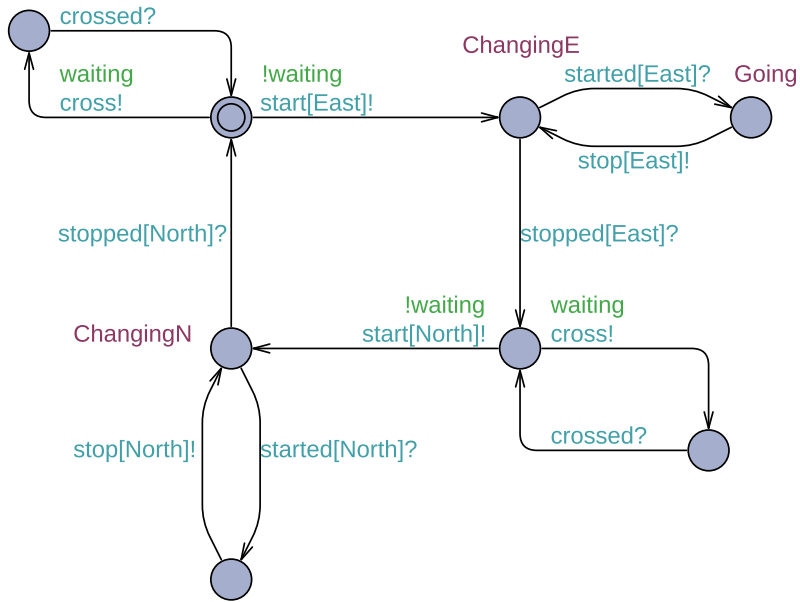 crossed?
waiting
cross!
!waiting
start[East]!
ChangingE
started[East]?
Going
stop[East]!
stopped[North]?
stopped[East]?
ChangingN
!waiting
start[North]!
waiting
cross!
crossed?
stop[North]!
started[North]?